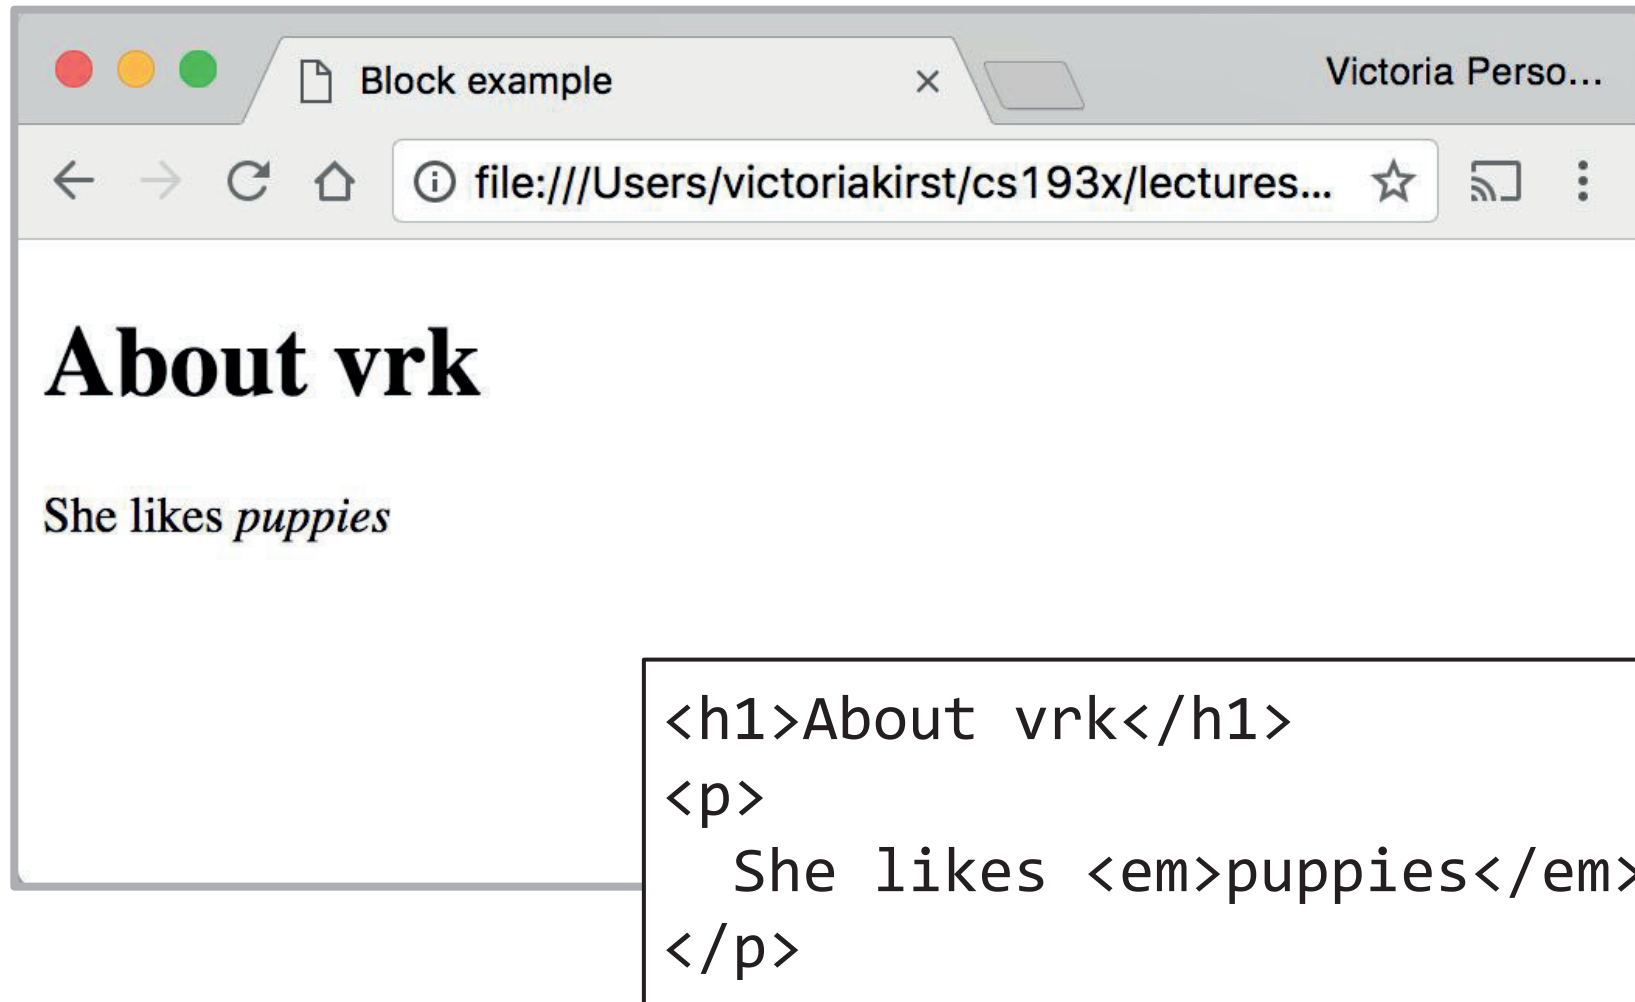 Block example
Victoria Perso...
file:///Users/victoriakirst/cs193x/lectures...
About vrk
She likes puppies
<h1>About vrk</h1>
<p>
  She likes <em>puppies</em>
</p>